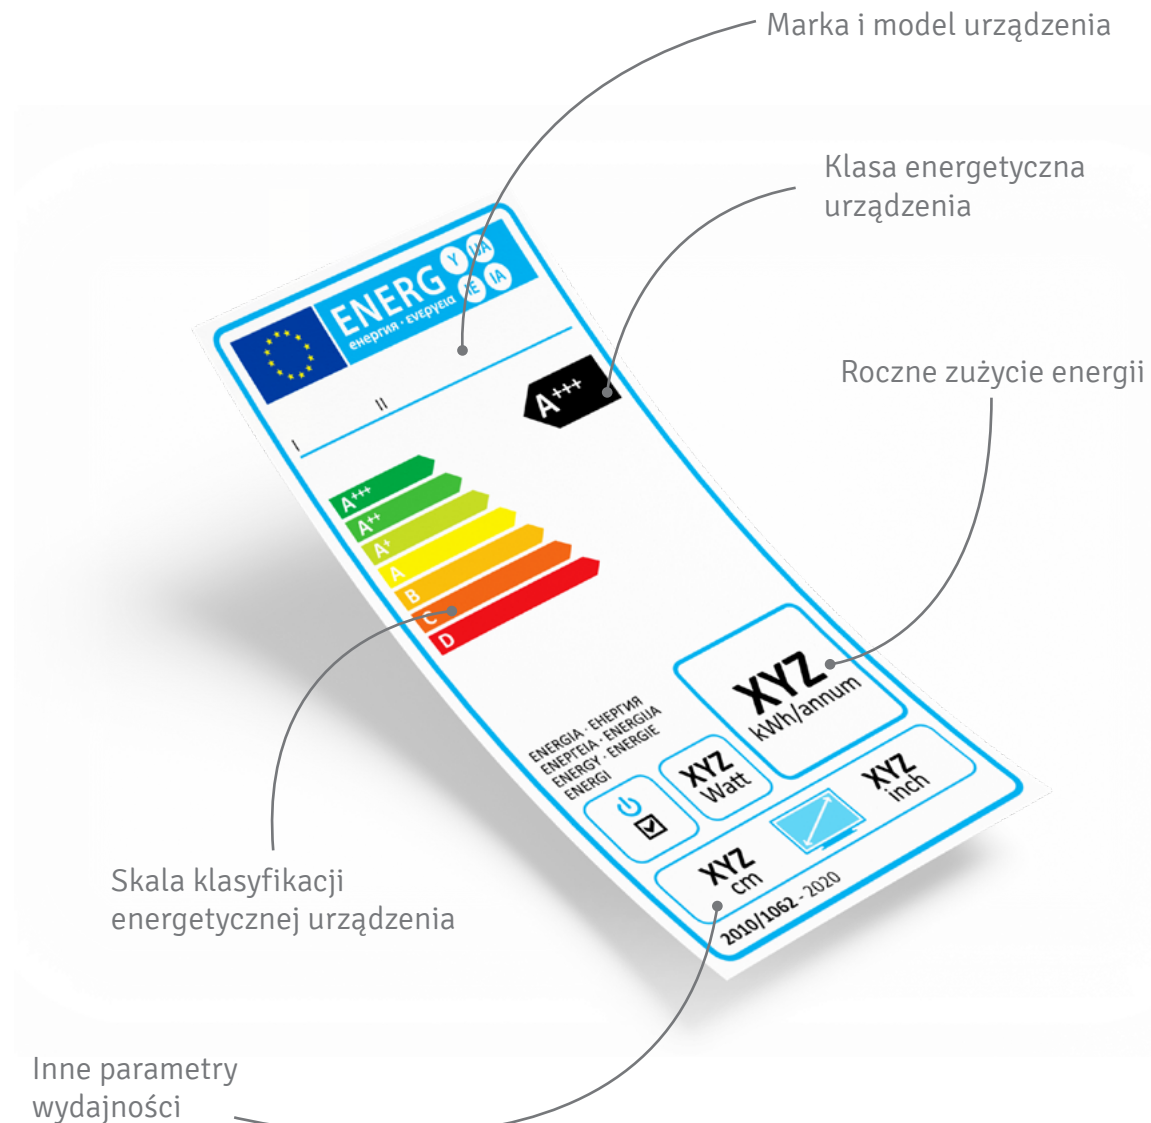 Marka i model urządzenia
Klasa energetyczna
urządzenia
Roczne zużycie energii
ENERG Y UA
енергия · ενεργεια IE IA
I II
A+++
A+++
A++
A+
A
B
C
D
XYZ
kWh/annum
ENERGIA · ЕНЕРГИЯ
ΕΝΕΡΓΕΙΑ · ENERGIJA
ENERGY · ENERGIE
ENERGI
XYZ
Watt
XYZ
inch
XYZ
cm
2010/1062 - 2020
Skala klasyfikacji
energetycznej urządzenia
Inne parametry
wydajności